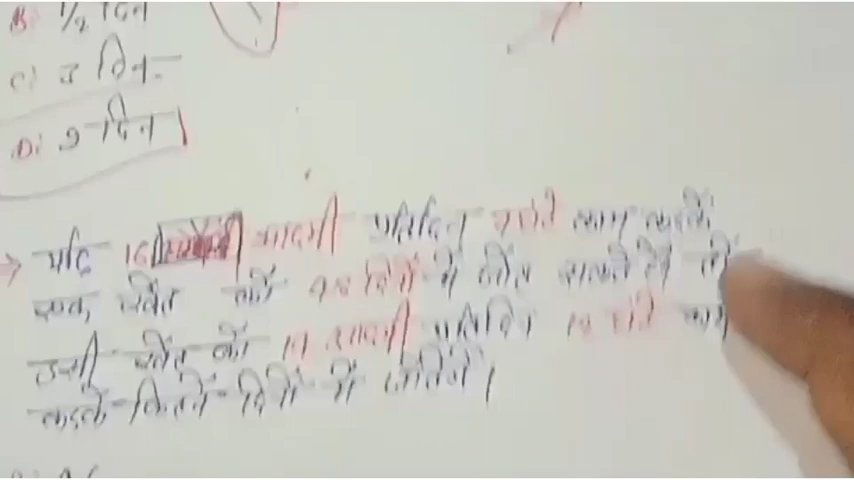 B) 1/2 दिन
C) 3 दिन
D) 9 दिन
यदि 16 आदमी प्रतिदिन 7 घंटे काम करके
एक खेत को 48 दिनों में जोत सकते हैं तो
उसी खेत को 14 आदमी प्रतिदिन 12 घंटे काम
करके कितने दिनों में जोतेंगे।